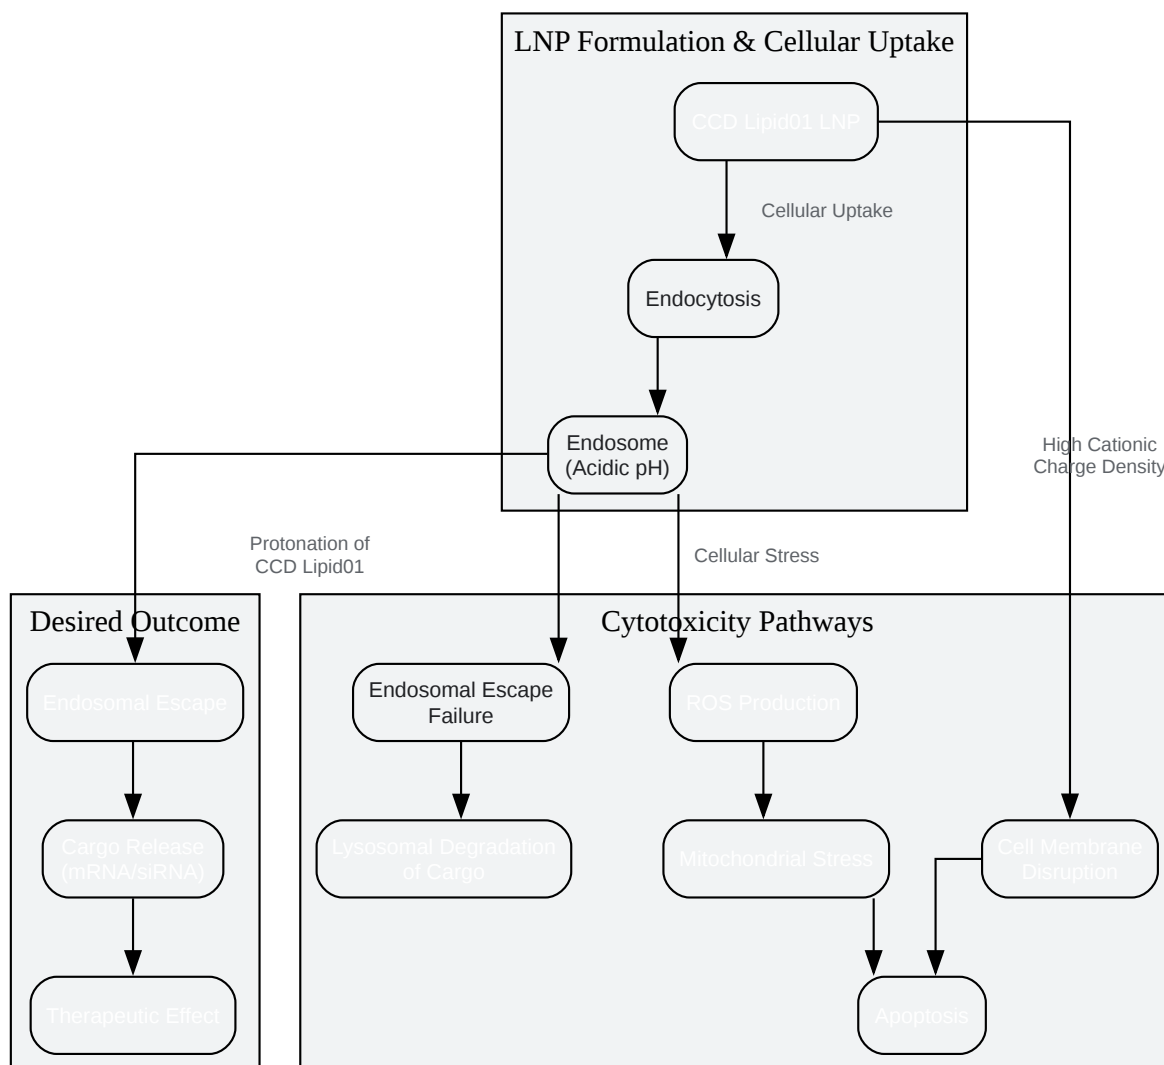 LNP Formulation & Cellular Uptake
CCD Lipid01 LNP
Cellular Uptake
Endocytosis
High Cationic
Charge Density
Endosome
(Acidic pH)
Protonation of
CCD Lipid01
Cellular Stress
Desired Outcome
Cytotoxicity Pathways
Endosomal Escape
Endosomal Escape
Failure
ROS Production
Cargo Release
(mRNA/siRNA)
Lysosomal Degradation
of Cargo
Mitochondrial Stress
Cell Membrane
Disruption
Therapeutic Effect
Apoptosis